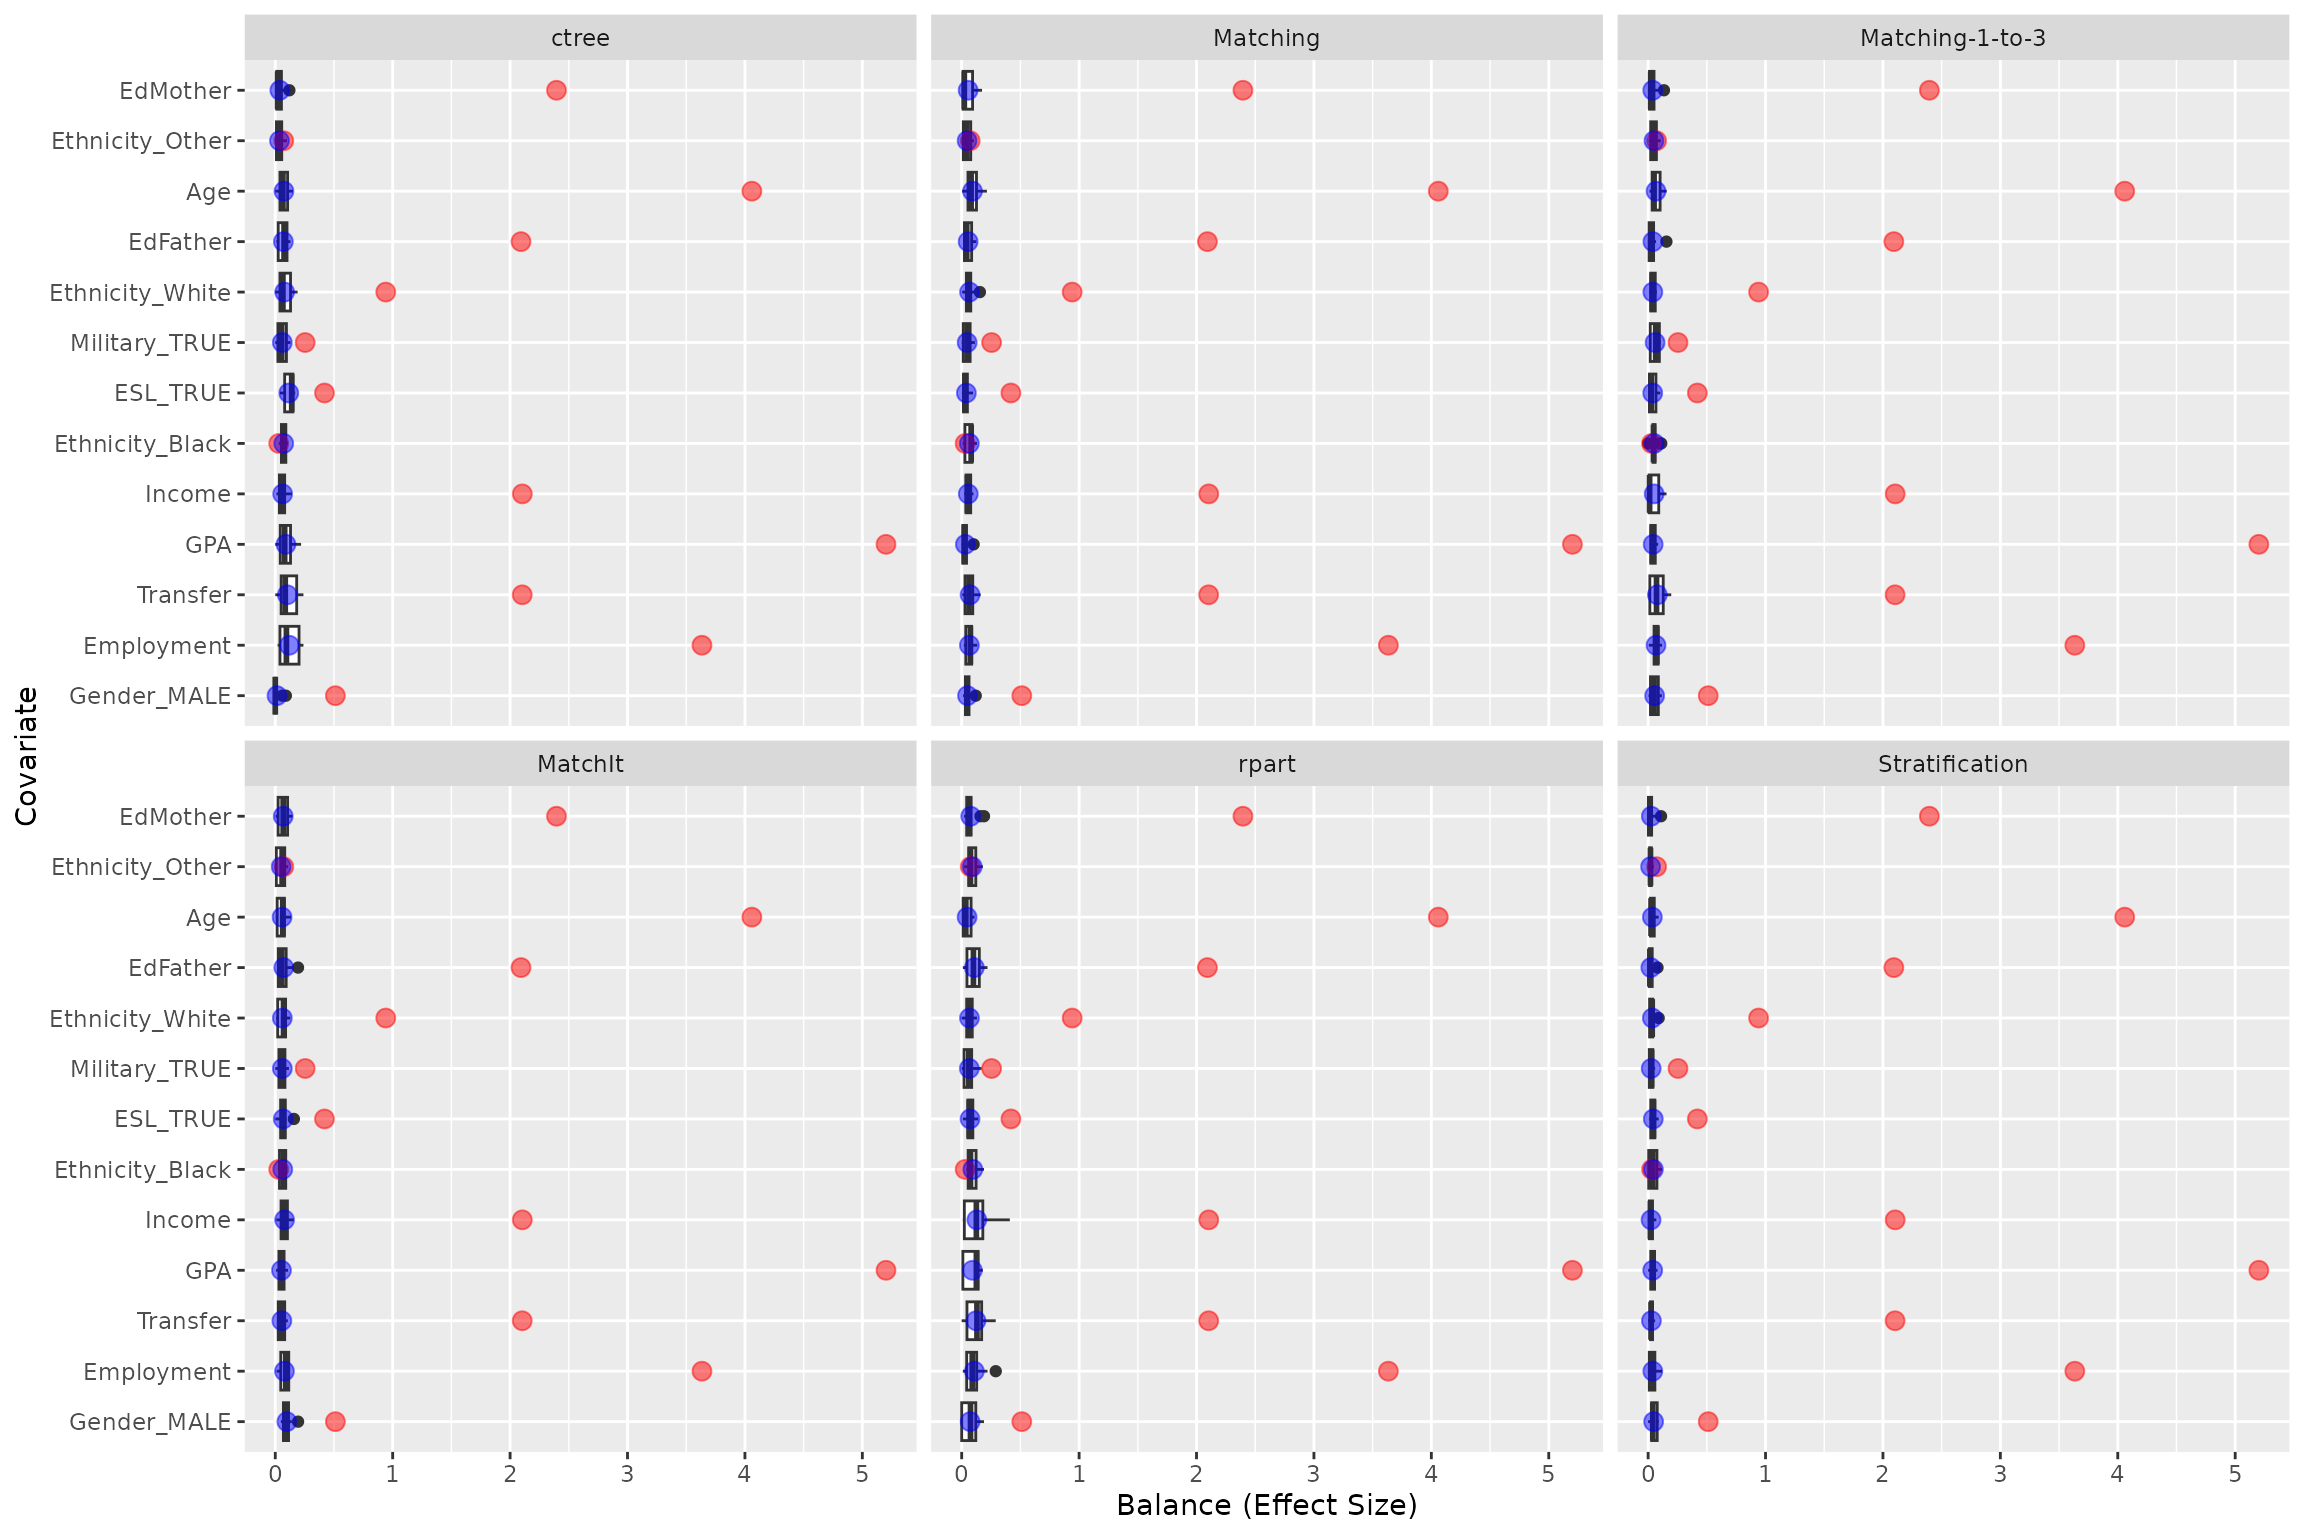 ctree
Matching
Matching-1-to-3
EdMother
Ethnicity_Other
Age
EdFather
Ethnicity_White
Military_TRUE
ESL_TRUE
Ethnicity_Black
Income
GPA
Transfer
Employment
Gender_MALE
Covariate
MatchIt
rpart
Stratification
EdMother
Ethnicity_Other
Age
EdFather
Ethnicity_White
Military_TRUE
ESL_TRUE
Ethnicity_Black
Income
GPA
Transfer
Employment
Gender_MALE
0 1 2 3 4 5
0 1 2 3 4 5
0 1 2 3 4 5
Balance (Effect Size)